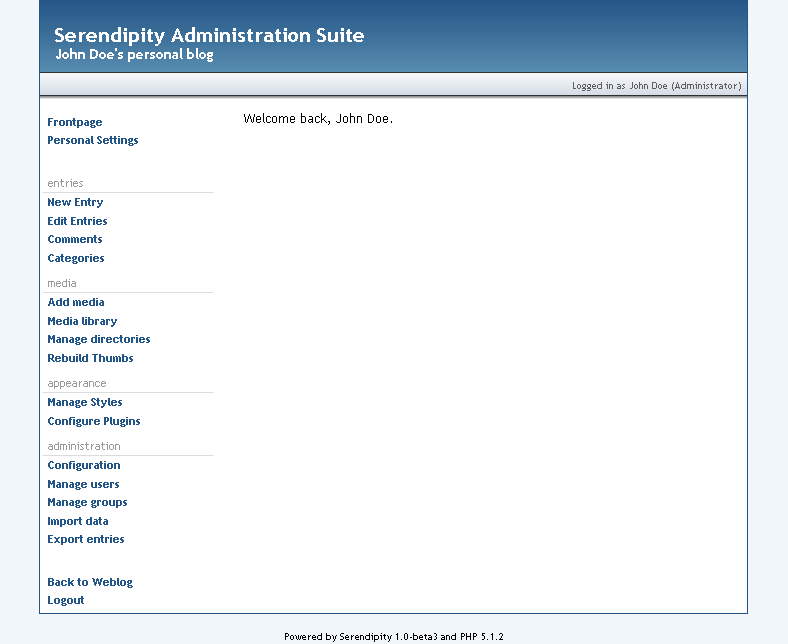 Serendipity Administration Suite
John Doe's personal blog
Logged in as John Doe (Administrator)
Frontpage
Personal Settings
Welcome back, John Doe.
entries
New Entry
Edit Entries
Comments
Categories
media
Add media
Media library
Manage directories
Rebuild Thumbs
appearance
Manage Styles
Configure Plugins
administration
Configuration
Manage users
Manage groups
Import data
Export entries
Back to Weblog
Logout
Powered by Serendipity 1.0-beta3 and PHP 5.1.2